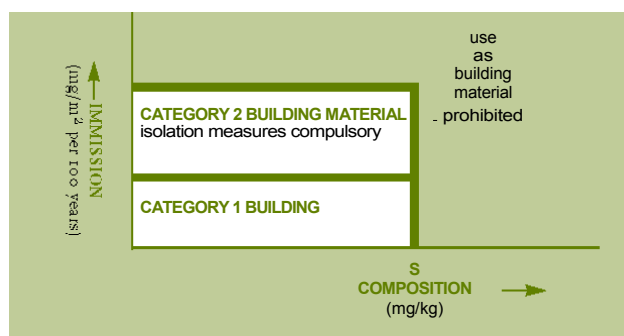 use
as
building
material
- prohibited
CATEGORY 2 BUILDING MATERIAL
isolation measures compulsory
CATEGORY 1 BUILDING
IMMISSION
(mg/m² per 100 years)
S
COMPOSITION
(mg/kg)